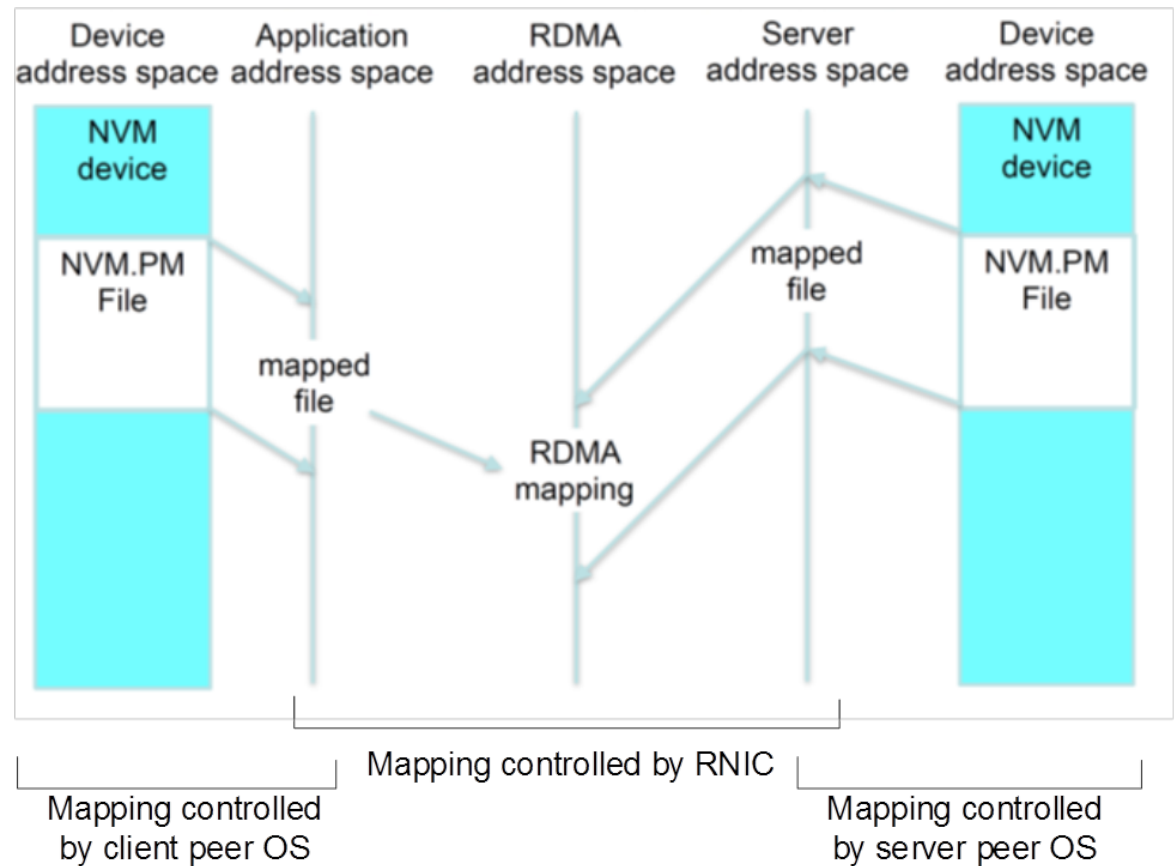 Device
address space
Application
address space
RDMA
address space
Server
address space
Device
address space
NVM
device
NVM.PM
File
mapped
file
RDMA
mapping
mapped
file
NVM
device
NVM.PM
File
Mapping controlled by RNIC
Mapping controlled
by client peer OS
Mapping controlled
by server peer OS